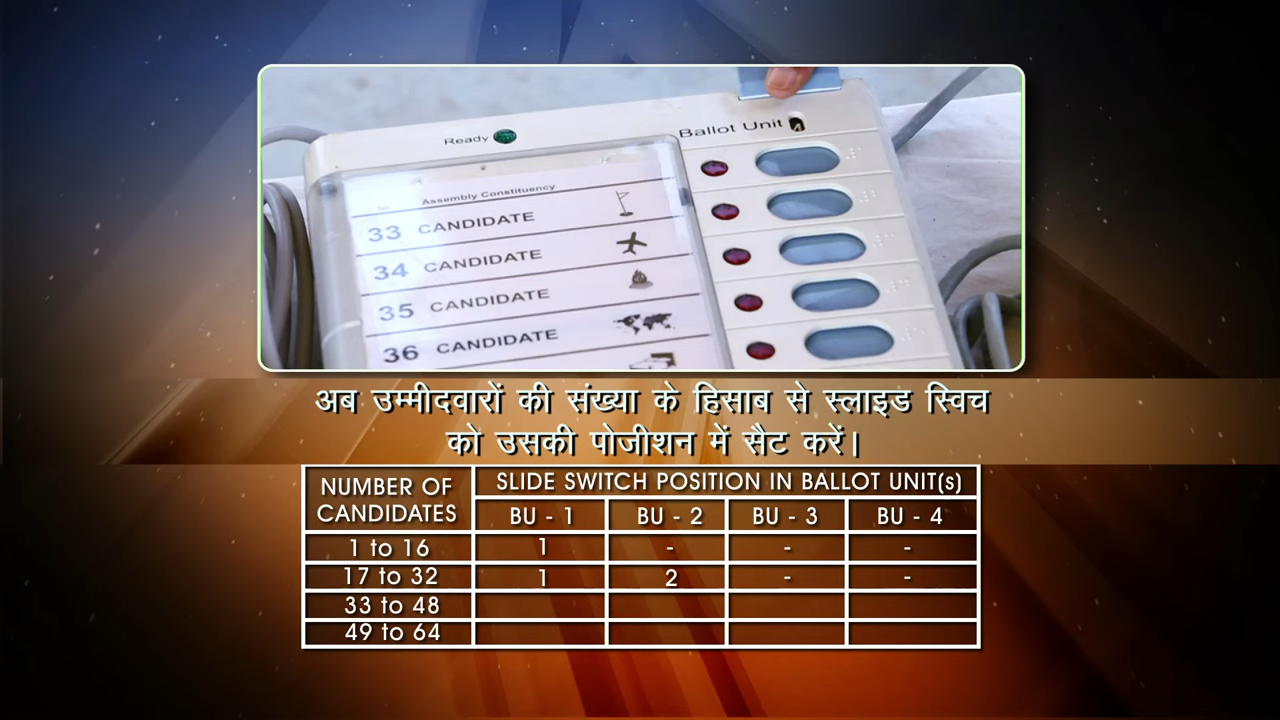 Ready
Ballot Unit
Assembly Constituency
33 CANDIDATE
34 CANDIDATE
35 CANDIDATE
36 CANDIDATE
अब उम्मीदवारों की संख्या के हिसाब से स्लाइड स्विच
को उसकी पोजीशन में सैट करें।
NUMBER OF CANDIDATES SLIDE SWITCH POSITION IN BALLOT UNIT(s)
BU - 1 BU - 2 BU - 3 BU - 4
1 to 16 1 - - -
17 to 32 1 2 - -
33 to 48
49 to 64